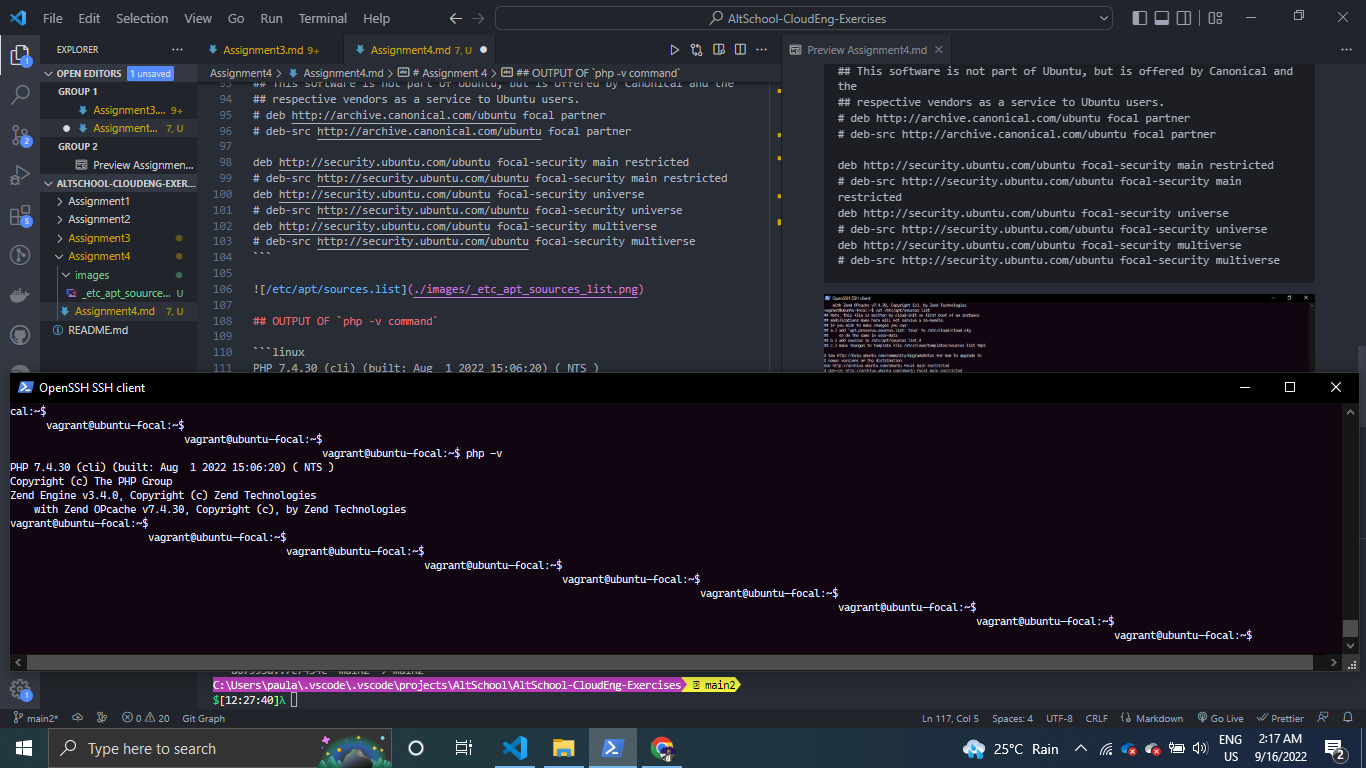 File Edit Selection View Go Run Terminal Help
AltSchool-CloudEng-Exercises
EXPLORER
OPEN EDITORS 1 unsaved
GROUP 1
Assignment3.... 9+
Assignment... 7, U
GROUP 2
Preview Assignmen...
ALTSCHOOL-CLOUDENG-EXER...
Assignment1
Assignment2
Assignment3
Assignment4
images
_etc_apt_souurce... U
Assignment4.md 7, U
README.md
1
2
5
1
Assignment3.md 9+
Assignment4.md 7, U
Assignment4 > Assignment4.md > # Assignment 4 > ## OUTPUT OF `php -v command`
93 ## This software is not part of Ubuntu, but is offered by Canonical and the
94 ## respective vendors as a service to Ubuntu users.
95 # deb http://archive.canonical.com/ubuntu focal partner
96 # deb-src http://archive.canonical.com/ubuntu focal partner
97
98 deb http://security.ubuntu.com/ubuntu focal-security main restricted
99 # deb-src http://security.ubuntu.com/ubuntu focal-security main restricted
100 deb http://security.ubuntu.com/ubuntu focal-security universe
101 # deb-src http://security.ubuntu.com/ubuntu focal-security universe
102 deb http://security.ubuntu.com/ubuntu focal-security multiverse
103 # deb-src http://security.ubuntu.com/ubuntu focal-security multiverse
104 ```
105
106 ![/etc/apt/sources.list](./images/_etc_apt_souurces_list.png)
107
108 ## OUTPUT OF `php -v command`
109
110 ```linux
111 PHP 7.4.30 (cli) (built: Aug  1 2022 15:06:20) ( NTS )
Preview Assignment4.md
## This software is not part of Ubuntu, but is offered by Canonical and
the
## respective vendors as a service to Ubuntu users.
# deb http://archive.canonical.com/ubuntu focal partner
# deb-src http://archive.canonical.com/ubuntu focal partner
deb http://security.ubuntu.com/ubuntu focal-security main restricted
# deb-src http://security.ubuntu.com/ubuntu focal-security main
restricted
deb http://security.ubuntu.com/ubuntu focal-security universe
# deb-src http://security.ubuntu.com/ubuntu focal-security universe
deb http://security.ubuntu.com/ubuntu focal-security multiverse
# deb-src http://security.ubuntu.com/ubuntu focal-security multiverse
OpenSSH SSH client
OpenSSH SSH client
cal:~$
vagrant@ubuntu-focal:~$
vagrant@ubuntu-focal:~$
vagrant@ubuntu-focal:~$ php -v
PHP 7.4.30 (cli) (built: Aug  1 2022 15:06:20) ( NTS )
Copyright (c) The PHP Group
Zend Engine v3.4.0, Copyright (c) Zend Technologies
    with Zend OPcache v7.4.30, Copyright (c), by Zend Technologies
vagrant@ubuntu-focal:~$
vagrant@ubuntu-focal:~$
vagrant@ubuntu-focal:~$
vagrant@ubuntu-focal:~$
vagrant@ubuntu-focal:~$
vagrant@ubuntu-focal:~$
vagrant@ubuntu-focal:~$
vagrant@ubuntu-focal:~$
vagrant@ubuntu-focal:~$
C:\Users\paula\.vscode\.vscode\projects\AltSchool\AltSchool-CloudEng-Exercises main2
$[12:27:40]λ
main2* 0 20 Git Graph
Ln 117, Col 5 Spaces: 4 UTF-8 CRLF Markdown Go Live Prettier
Type here to search
25°C Rain
ENG
US
2:17 AM
9/16/2022
2